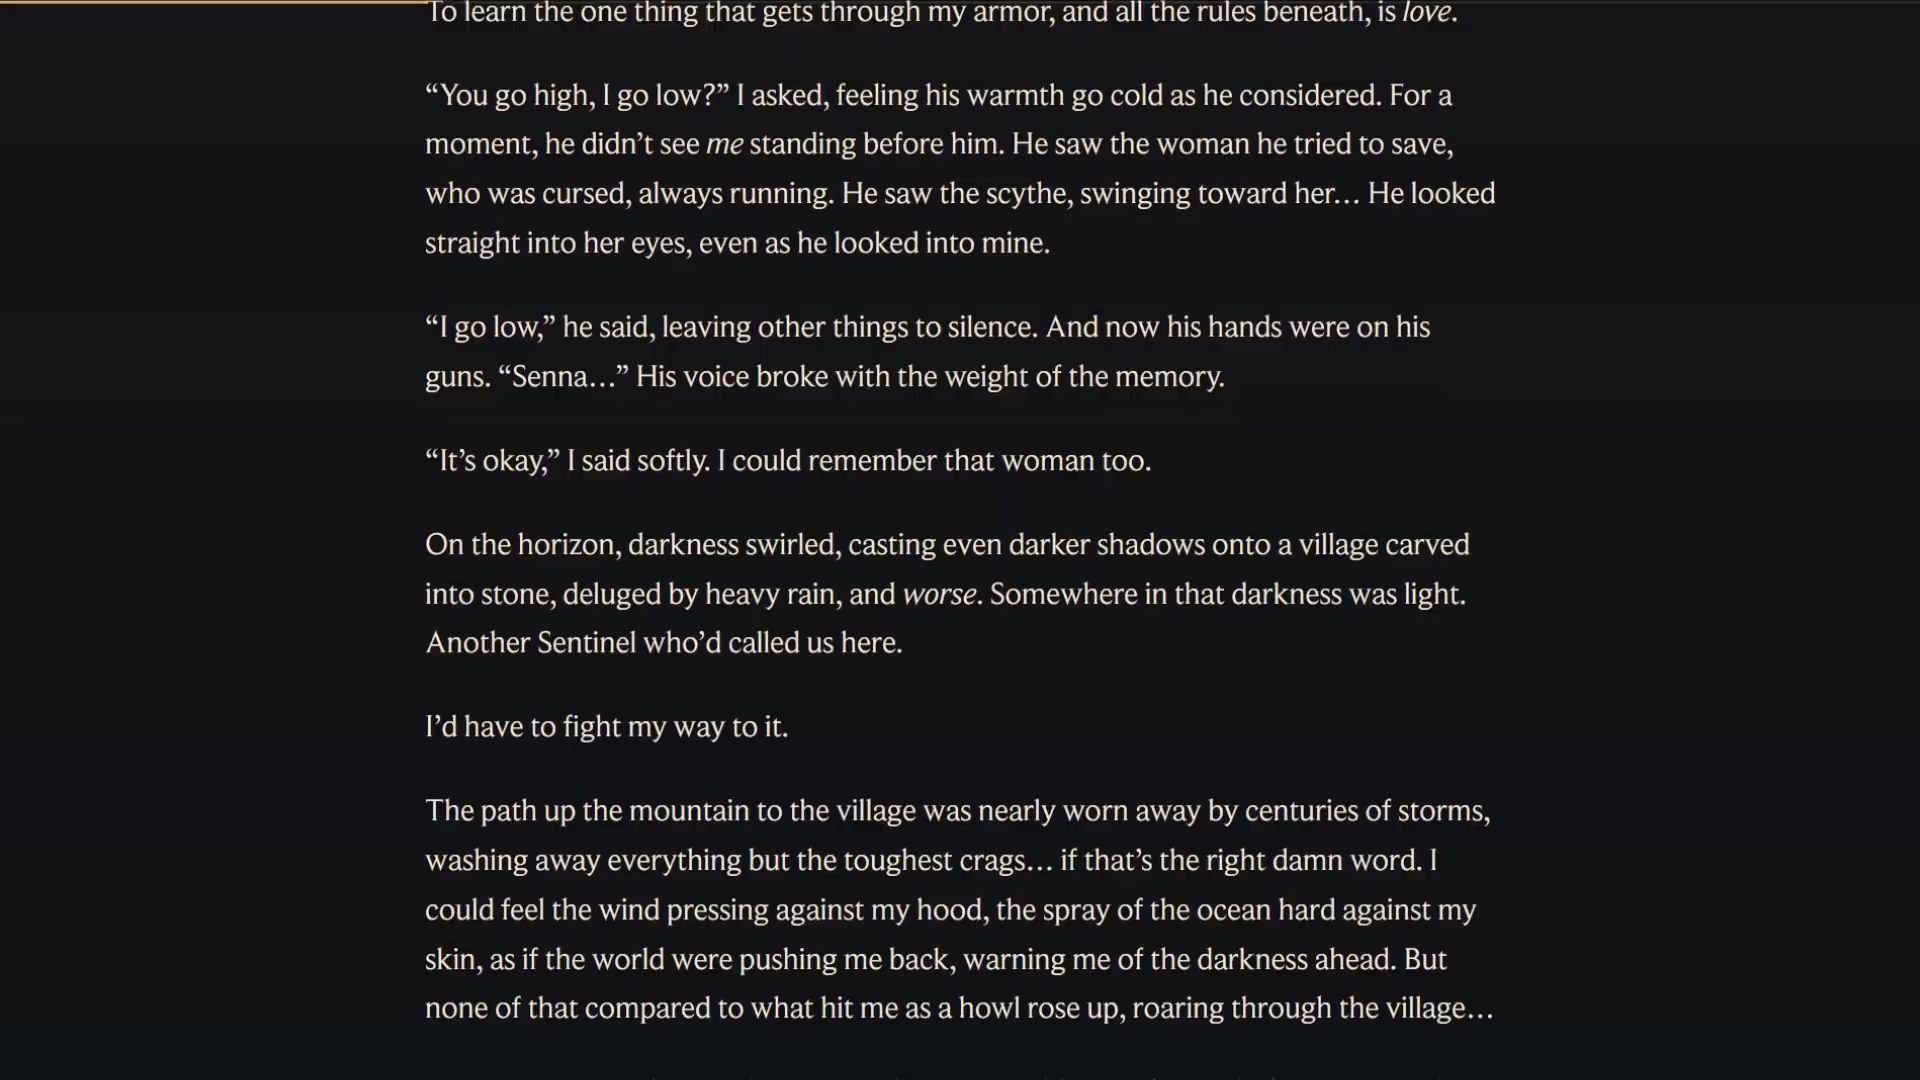 To learn the one thing that gets through my armor, and all the rules beneath, is love.
“You go high, I go low?” I asked, feeling his warmth go cold as he considered. For a
moment, he didn’t see me standing before him. He saw the woman he tried to save,
who was cursed, always running. He saw the scythe, swinging toward her… He looked
straight into her eyes, even as he looked into mine.
“I go low,” he said, leaving other things to silence. And now his hands were on his
guns. “Senna…” His voice broke with the weight of the memory.
“It’s okay,” I said softly. I could remember that woman too.
On the horizon, darkness swirled, casting even darker shadows onto a village carved
into stone, deluged by heavy rain, and worse. Somewhere in that darkness was light.
Another Sentinel who’d called us here.
I’d have to fight my way to it.
The path up the mountain to the village was nearly worn away by centuries of storms,
washing away everything but the toughest crags… if that’s the right damn word. I
could feel the wind pressing against my hood, the spray of the ocean hard against my
skin, as if the world were pushing me back, warning me of the darkness ahead. But
none of that compared to what hit me as a howl rose up, roaring through the village…